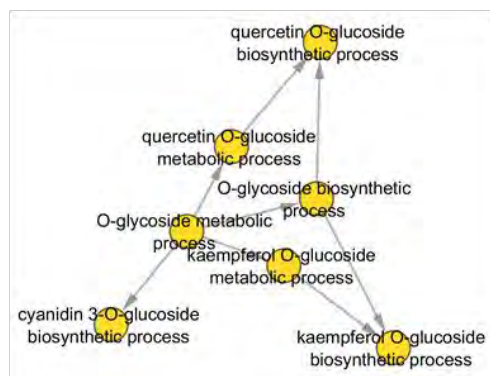 quercetin O-glucoside
biosynthetic process
quercetin O-glucoside
metabolic process
O-glycoside biosynthetic
process
O-glycoside metabolic
process
kaempferol O-glucoside
metabolic process
cyanidin 3-O-glucoside
biosynthetic process
kaempferol O-glucoside
biosynthetic process